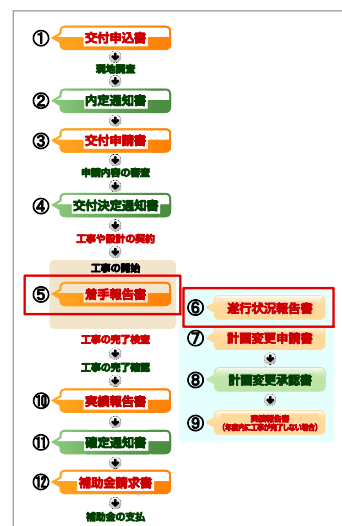 ① 交付申込書
現地調査
② 内定通知書
③ 交付申請書
申請内容の審査
④ 交付決定通知書
工事や設計の契約
工事の開始
⑤ 着手報告書
⑥ 遂行状況報告書
⑦ 計画変更申請書
⑧ 計画変更承認書
⑨ 実績報告書
(年度内に工事が完了しない場合)
工事の完了検査
工事の完了確認
⑩ 実績報告書
⑪ 確定通知書
⑫ 補助金請求書
補助金の支払